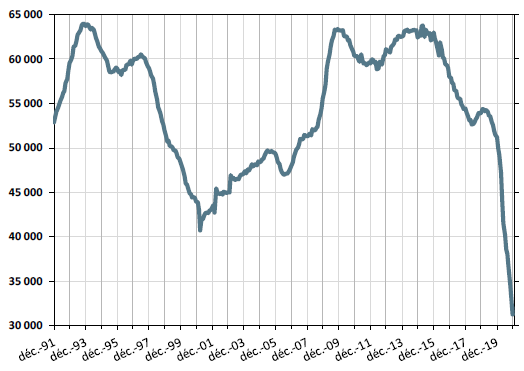 65 000
60 000
55 000
50 000
45 000
40 000
35 000
30 000
déc.-91
déc.-93
déc.-95
déc.-97
déc.-99
déc.-01
déc.-03
déc.-05
déc.-07
déc.-09
déc.-11
déc.-13
déc.-15
déc.-17
déc.-19